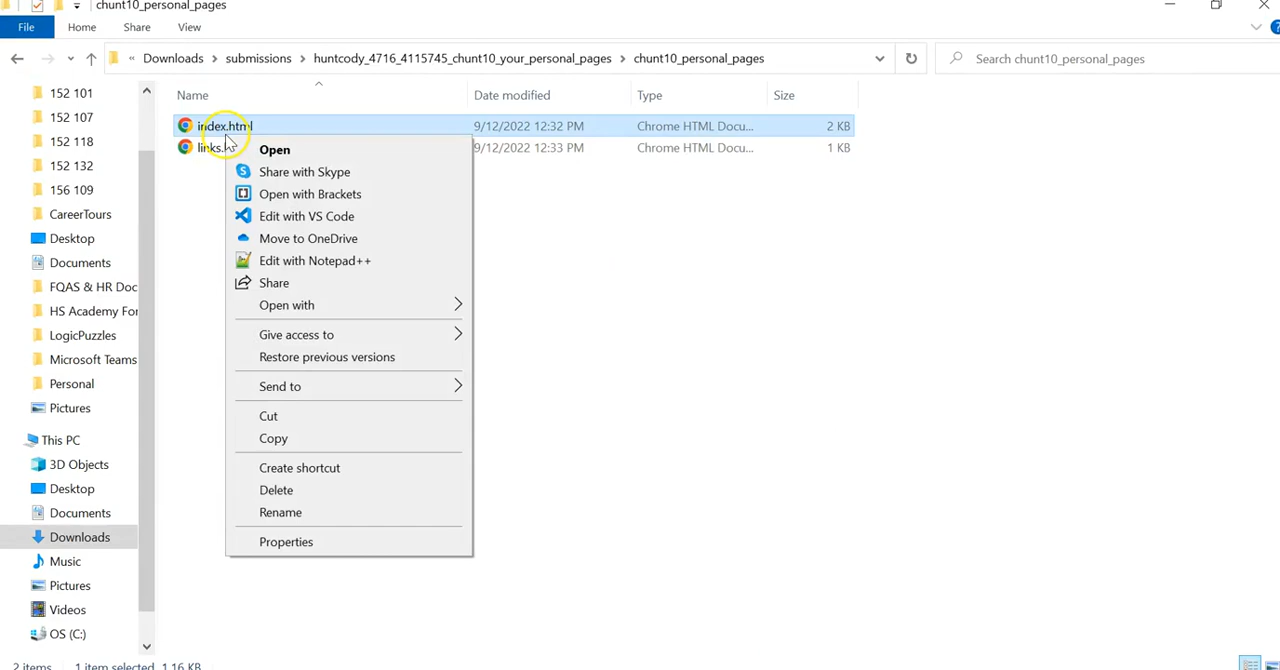 chunt10_personal_pages
File Home Share View
« Downloads > submissions > huntcody_4716_4115745_chunt10_your_personal_pages > chunt10_personal_pages
Search chunt10_personal_pages
Name Date modified Type Size
index.html 9/12/2022 12:32 PM Chrome HTML Docu... 2 KB
links. 9/12/2022 12:33 PM Chrome HTML Docu... 1 KB
Open
Share with Skype
Open with Brackets
Edit with VS Code
Move to OneDrive
Edit with Notepad++
Share
Open with
Give access to
Restore previous versions
Send to
Cut
Copy
Create shortcut
Delete
Rename
Properties
152 101
152 107
152 118
152 132
156 109
CareerTours
Desktop
Documents
FQAS & HR Doc
HS Academy For
LogicPuzzles
Microsoft Teams
Personal
Pictures
This PC
3D Objects
Desktop
Documents
Downloads
Music
Pictures
Videos
OS (C:)
2 items 1 item selected 1.16 KB